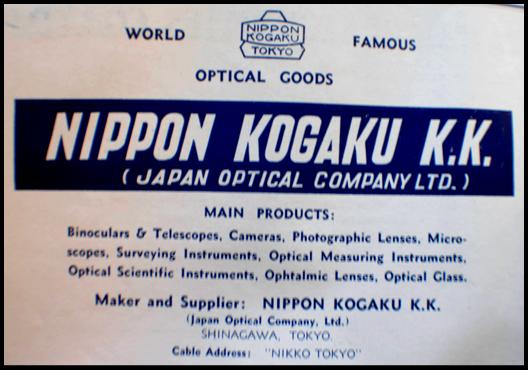 WORLD FAMOUS
NIPPON
KOGAKU
TOKYO
OPTICAL GOODS
NIPPON KOGAKU K.K.
( JAPAN OPTICAL COMPANY LTD. )
MAIN PRODUCTS:
Binoculars & Telescopes, Cameras, Photographic Lenses, Micro-
scopes, Surveying Instruments, Optical Measuring Instruments,
Optical Scientific Instruments, Ophtalmic Lenses, Optical Glass.
Maker and Supplier: NIPPON KOGAKU K.K.
(Japan Optical Company, Ltd.)
SHINAGAWA, TOKYO.
Cable Address: "NIKKO TOKYO"